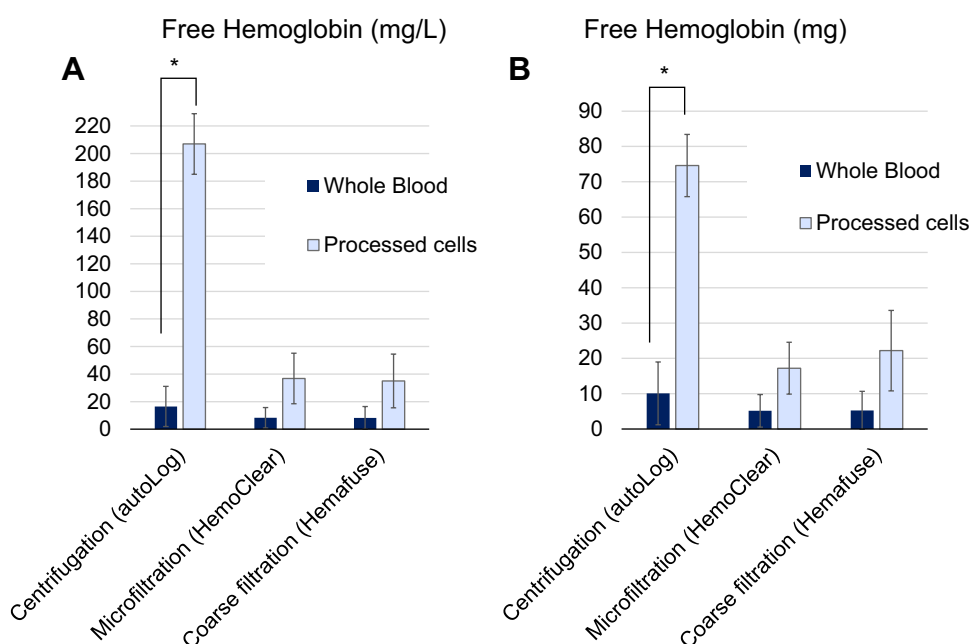 Free Hemoglobin (mg/L)
A
*
220
200
180
160
140
120
100
80
60
40
20
0
Whole Blood
Processed cells
Centrifugation (autoLog)
Microfiltration (HemoClear)
Coarse filtration (Hemafuse)
Free Hemoglobin (mg)
B
*
90
80
70
60
50
40
30
20
10
0
Whole Blood
Processed cells
Centrifugation (autoLog)
Microfiltration (HemoClear)
Coarse filtration (Hemafuse)